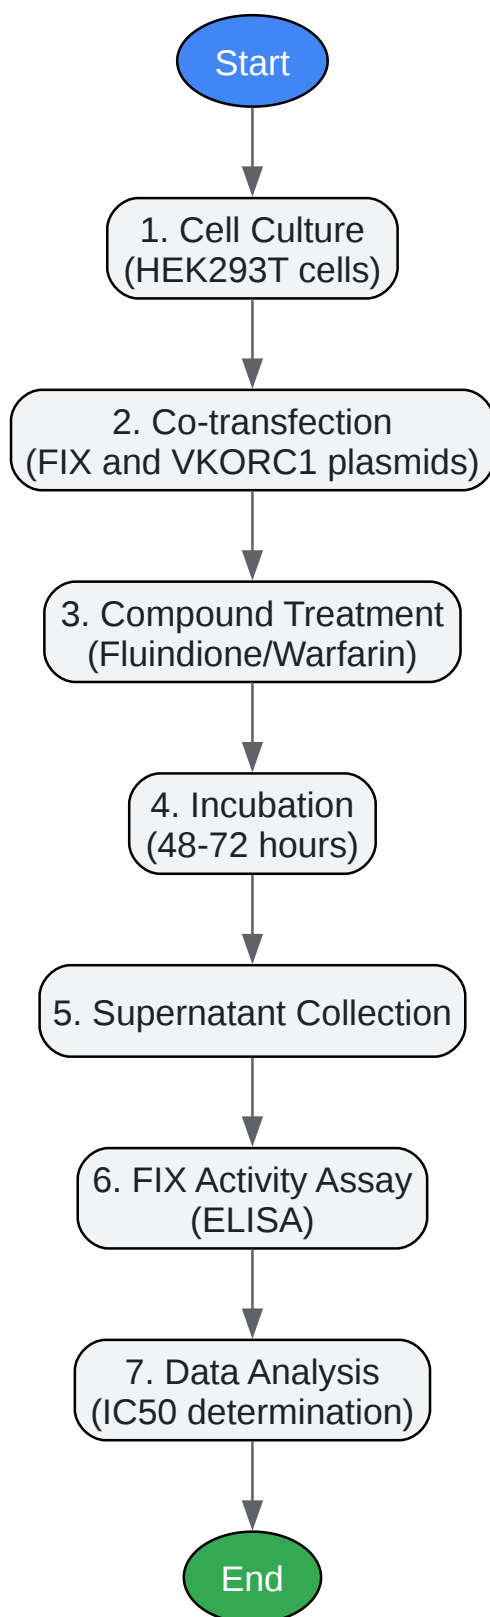 Start
1. Cell Culture
(HEK293T cells)
2. Co-transfection
(FIX and VKORC1 plasmids)
3. Compound Treatment
(Fluindione/Warfarin)
4. Incubation
(48-72 hours)
5. Supernatant Collection
6. FIX Activity Assay
(ELISA)
7. Data Analysis
(IC50 determination)
End